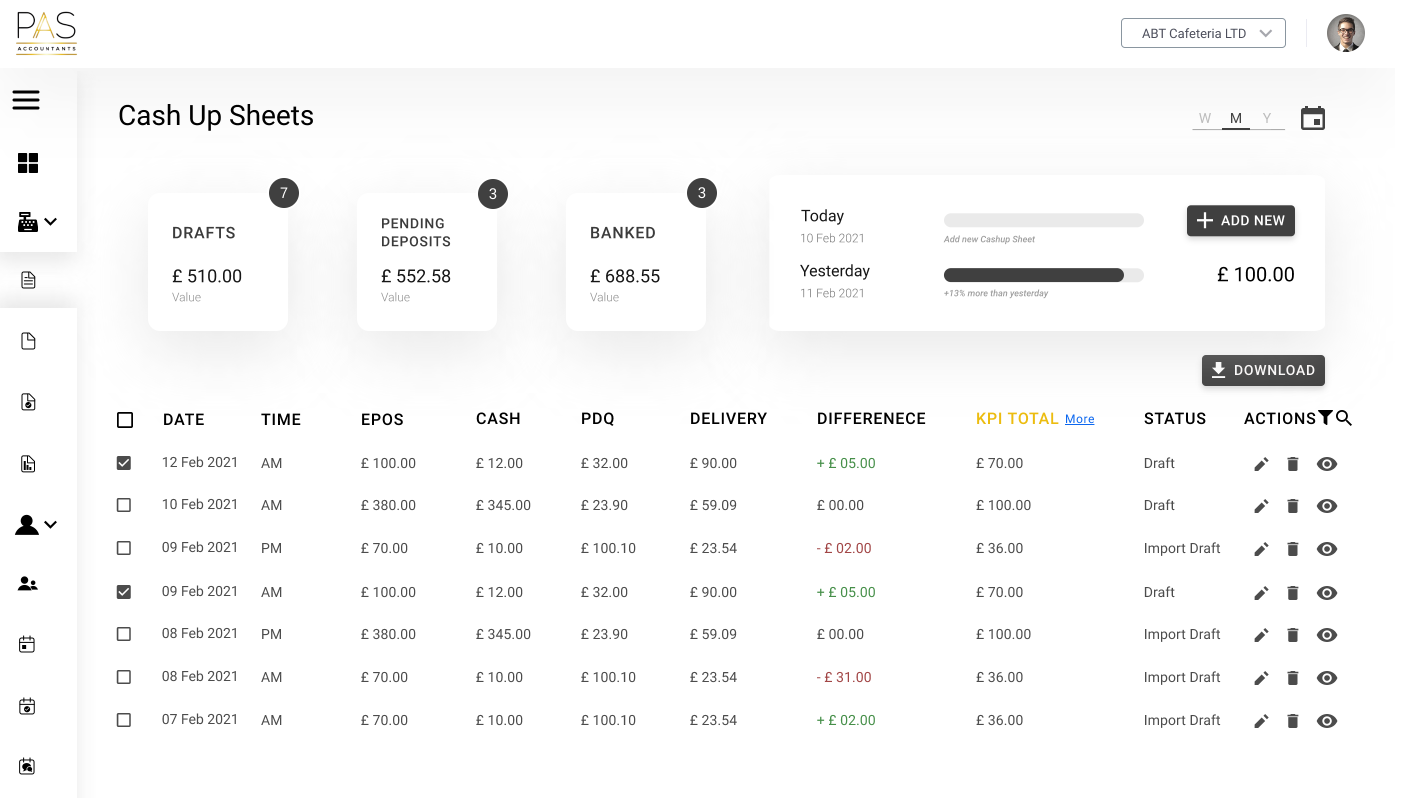 PAS
ACCOUNTANTS
ABT Cafeteria LTD
Cash Up Sheets
W M Y
7
DRAFTS
£ 510.00
Value
3
PENDING
DEPOSITS
£ 552.58
Value
3
BANKED
£ 688.55
Value
Today
10 Feb 2021
Add new Cashup Sheet
ADD NEW
Yesterday
11 Feb 2021
+13% more than yesterday
£ 100.00
DOWNLOAD
DATE TIME EPOS CASH PDQ DELIVERY DIFFERENECE KPI TOTAL More STATUS ACTIONS
12 Feb 2021 AM £ 100.00 £ 12.00 £ 32.00 £ 90.00 + £ 05.00 £ 70.00 Draft
10 Feb 2021 AM £ 380.00 £ 345.00 £ 23.90 £ 59.09 £ 00.00 £ 100.00 Draft
09 Feb 2021 PM £ 70.00 £ 10.00 £ 100.10 £ 23.54 - £ 02.00 £ 36.00 Import Draft
09 Feb 2021 AM £ 100.00 £ 12.00 £ 32.00 £ 90.00 + £ 05.00 £ 70.00 Draft
08 Feb 2021 PM £ 380.00 £ 345.00 £ 23.90 £ 59.09 £ 00.00 £ 100.00 Import Draft
08 Feb 2021 AM £ 70.00 £ 10.00 £ 100.10 £ 23.54 - £ 31.00 £ 36.00 Import Draft
07 Feb 2021 AM £ 70.00 £ 10.00 £ 100.10 £ 23.54 + £ 02.00 £ 36.00 Import Draft